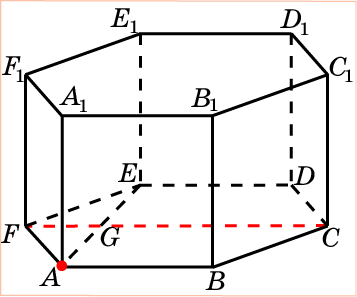 E₁ D₁
F₁ C₁
A₁ B₁
E D
F G C
A B